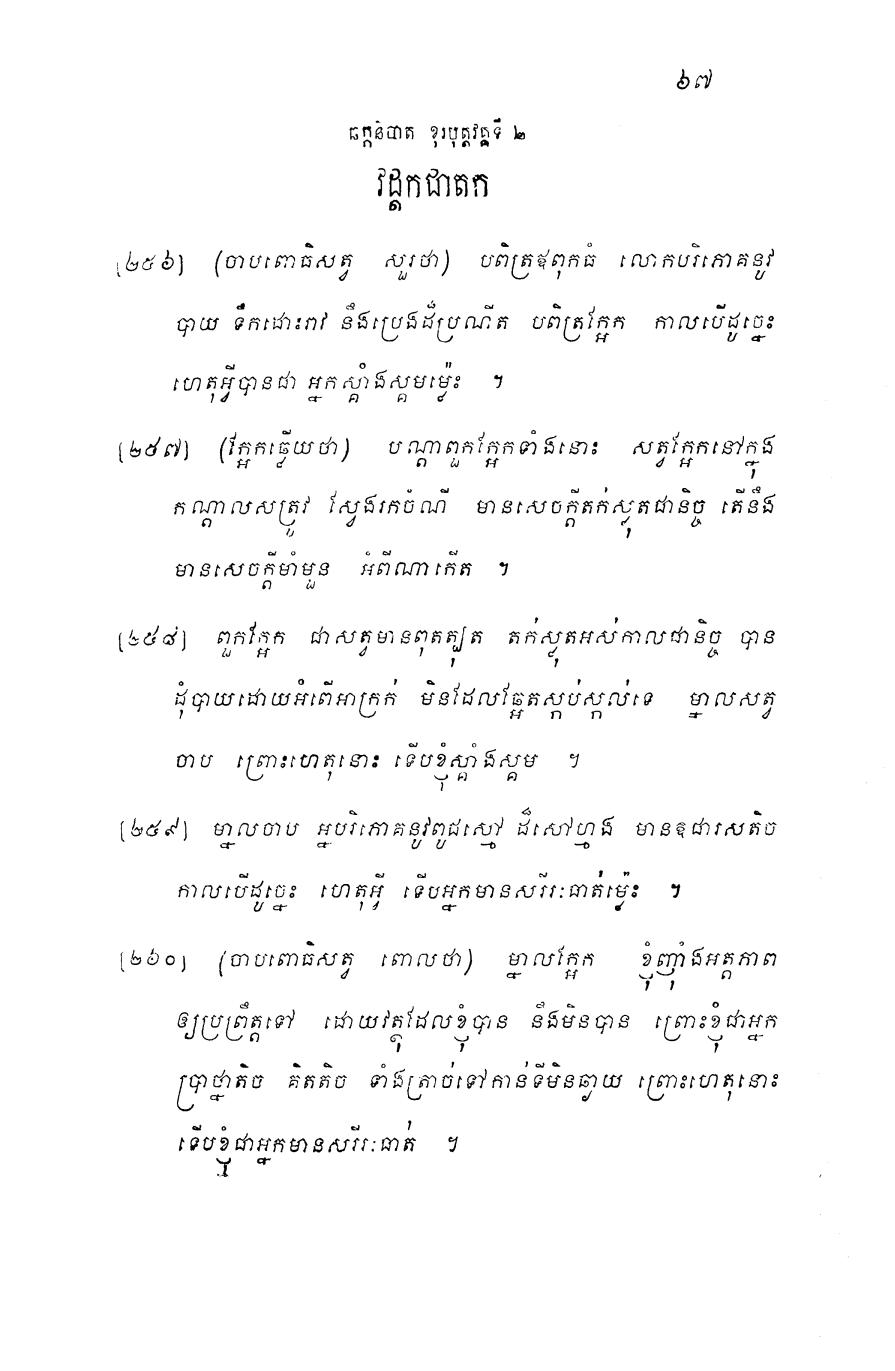 ៦៧
ឆក្កនិបាត ខុរបុត្តវគ្គទី ២
វដ្តកជាតក
[២៥៦] (ចាបពោធិសត្វ សួរថា) បពិត្រឪពុកធំ លោកបរិភោគនូវ
បាយ ទឹកដោះរាវ នឹងប្រេងដ៏ប្រណីត បពិត្រក្អែក កាលបើដូច្នេះ
ហេតុអ្វីបានជា អ្នកស្គាំងស្គមម្ល៉េះ ។
[២៥៧] (ក្អែកឆ្លើយថា) បណ្តាពួកក្អែកទាំងនោះ សត្វក្អែកនៅក្នុង
កណ្តាលសត្រូវ ស្វែងរកចំណី មានសេចក្តីតក់ស្លុតជានិច្ច តើនឹង
មានសេចក្តីមាំមួន អំពីណាកើត ។
[២៥៨] ពួកក្អែក ជាសត្វមានពុតត្បុត តក់ស្លុតអស់កាលជានិច្ច បាន
ដុំបាយដោយអំពើអាក្រក់ មិនដែលឆ្អែតស្កប់ស្កល់ទេ ម្នាលសត្វ
ចាប ព្រោះហេតុនោះ ទើបខ្ញុំស្គាំងស្គម ។
[២៥៩] ម្នាលចាប អ្នបរិភោគនូវពូជស្មៅ ដ៏សៅហ្មង មានឱជារសតិច
កាលបើដូច្នេះ ហេតុអ្វី ទើបអ្នកមានសរីរៈធាត់ម្ល៉េះ ។
[២៦០] (ចាបពោធិសត្វ ពោលថា) ម្នាលក្អែក ខ្ញុំញ៉ាំងអត្តភាព
ឲ្យប្រព្រឹត្តទៅ ដោយវត្ថុដែលខ្ញុំបាន នឹងមិនបាន ព្រោះខ្ញុំជាអ្នក
ប្រាថ្នាតិច គិតតិច ទាំងត្រាច់ទៅកាន់ទីមិនឆ្ងាយ ព្រោះហេតុនោះ
ទើបខ្ញុំជាអ្នកមានសរីរៈធាត់ ។